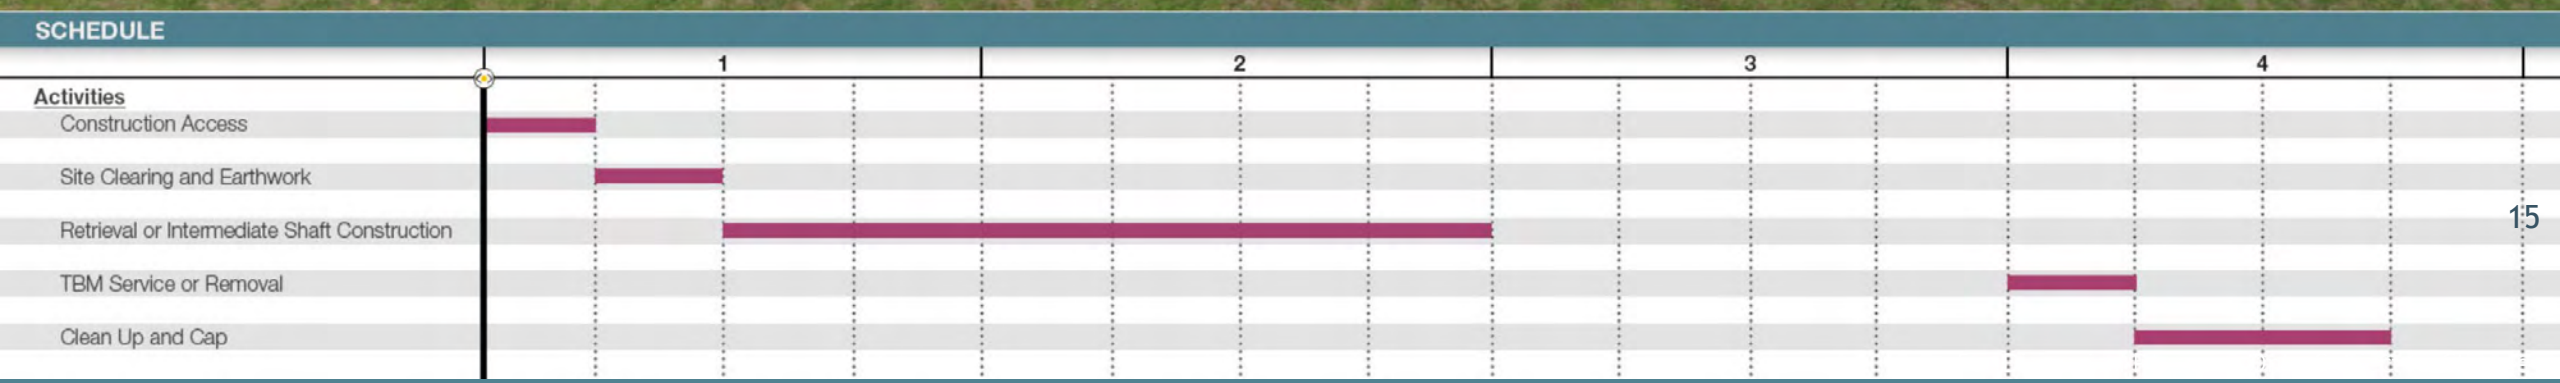 SCHEDULE
1 2 3 4
Activities
Construction Access
Site Clearing and Earthwork
Retrieval or Intermediate Shaft Construction
15
TBM Service or Removal
Clean Up and Cap